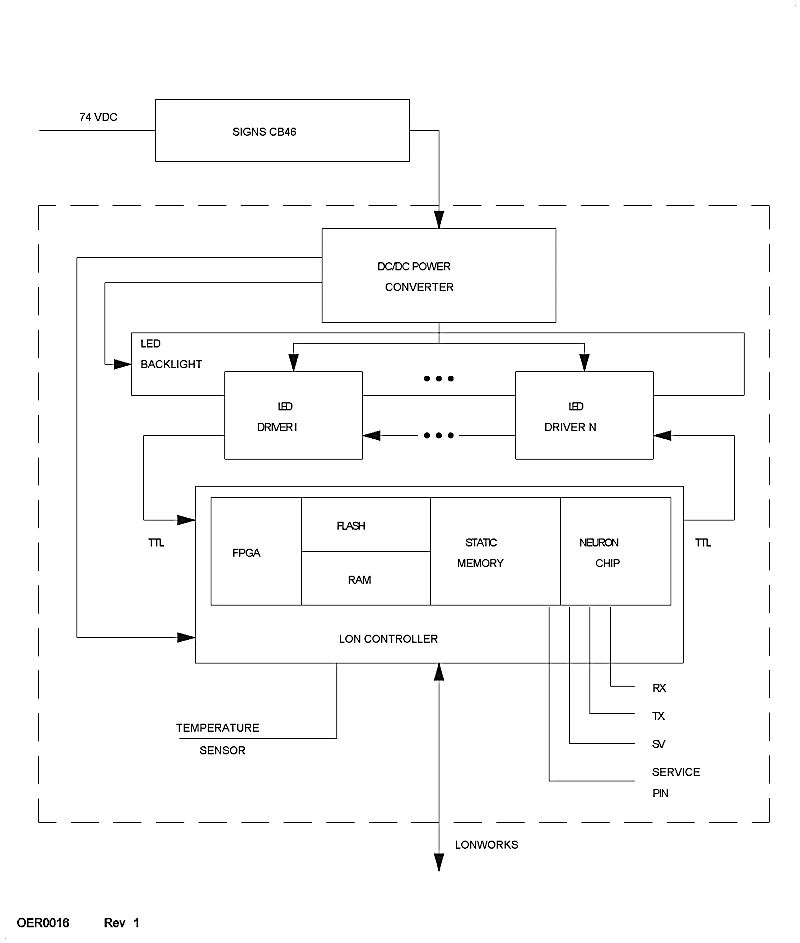 74 VDC
SIGNS CB46
DC/DC POWER
CONVERTER
LED
BACKLIGHT
LED
DRIVER I
LED
DRIVER N
TTL
TTL
FPGA
FLASH
RAM
STATIC
MEMORY
NEURON
CHIP
LON CONTROLLER
RX
TX
SV
SERVICE
PIN
TEMPERATURE
SENSOR
LONWORKS
OER0016 Rev 1